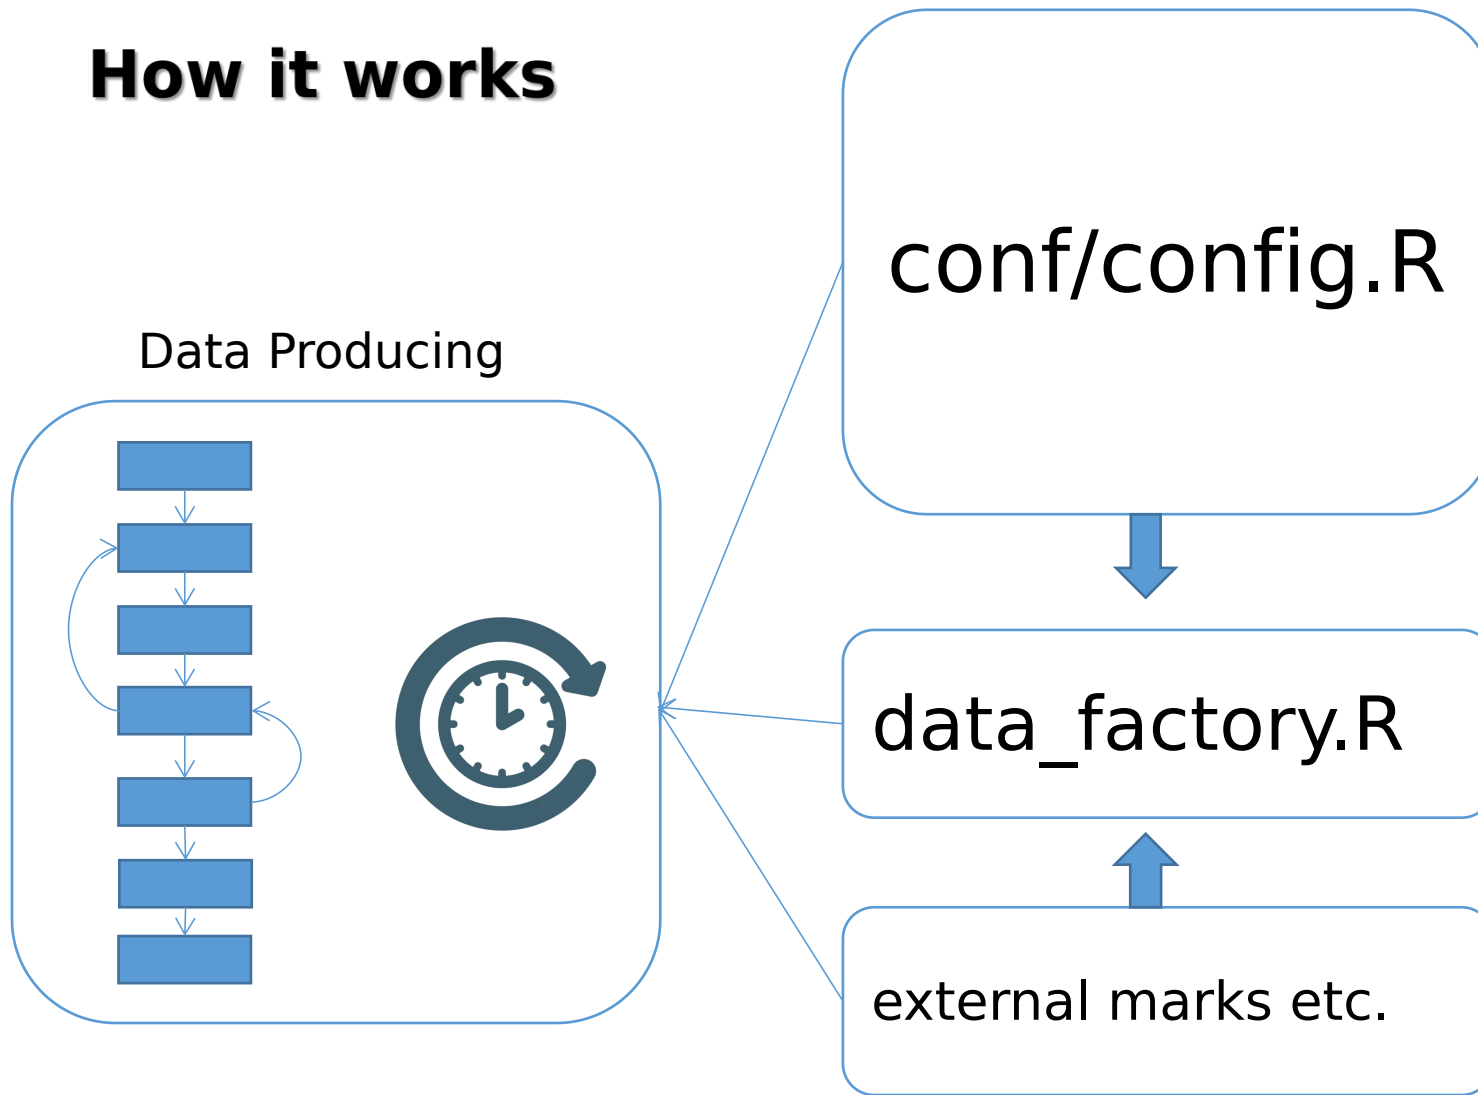 How it works
conf/config.R
Data Producing
data_factory.R
external marks etc.